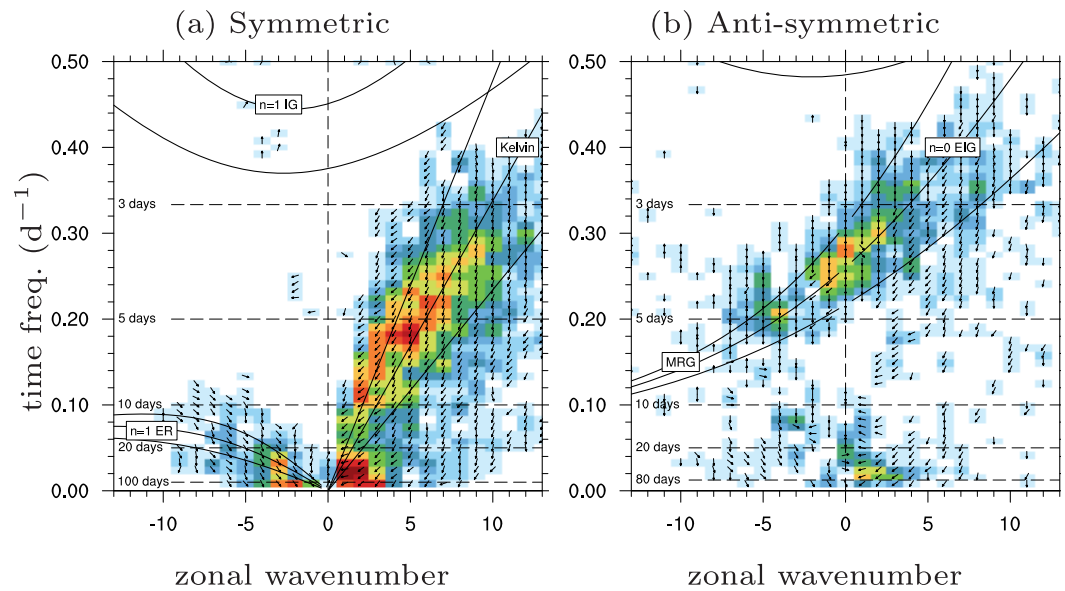 (a) Symmetric
(b) Anti-symmetric
0.50
0.40
0.30
0.20
0.10
0.00
time freq. (d⁻¹)
n=1 IG
Kelvin
3 days
5 days
10 days
n=1 ER
20 days
100 days
-10 -5 0 5 10
zonal wavenumber
0.50
0.40
0.30
0.20
0.10
0.00
n=0 EIG
3 days
5 days
MRG
10 days
20 days
80 days
-10 -5 0 5 10
zonal wavenumber